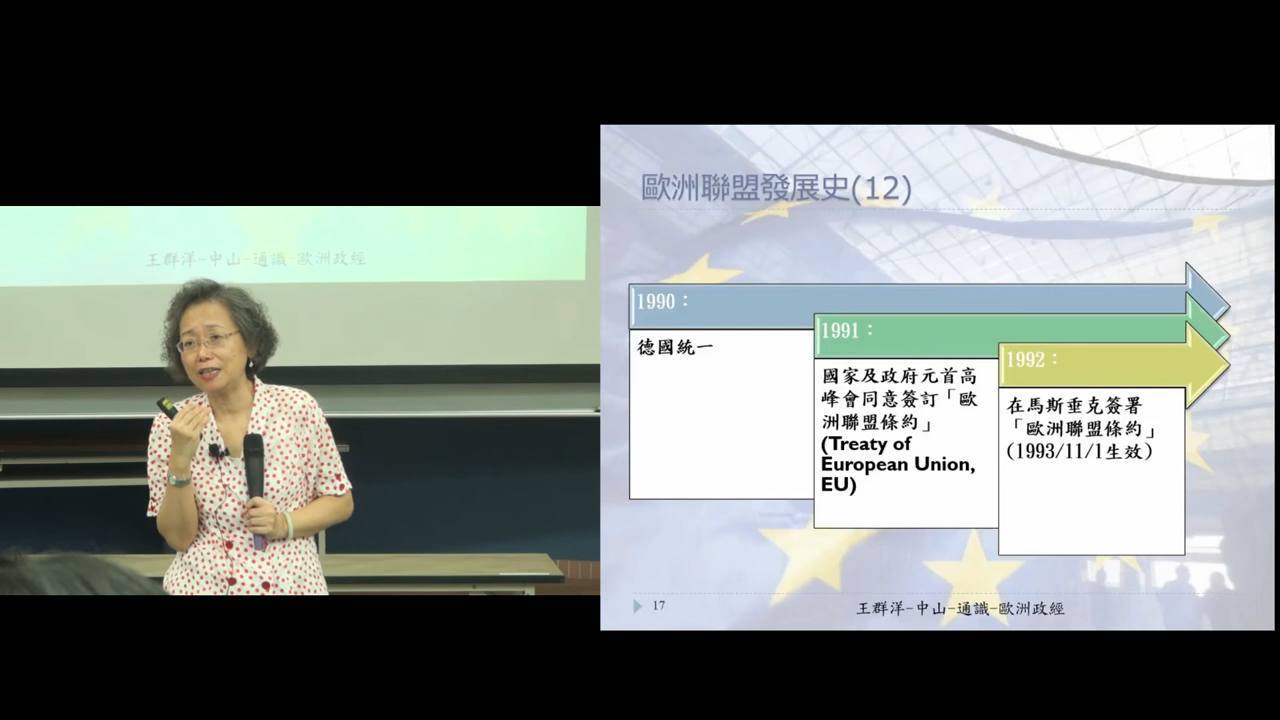 王群洋-中山-通識-歐洲政經
歐洲聯盟發展史(12)
1990：
德國統一
1991：
國家及政府元首高
峰會同意簽訂「歐
洲聯盟條約」
(Treaty of
European Union,
EU)
1992：
在馬斯垂克簽署
「歐洲聯盟條約」
(1993/11/1生效)
17
王群洋-中山-通識-歐洲政經